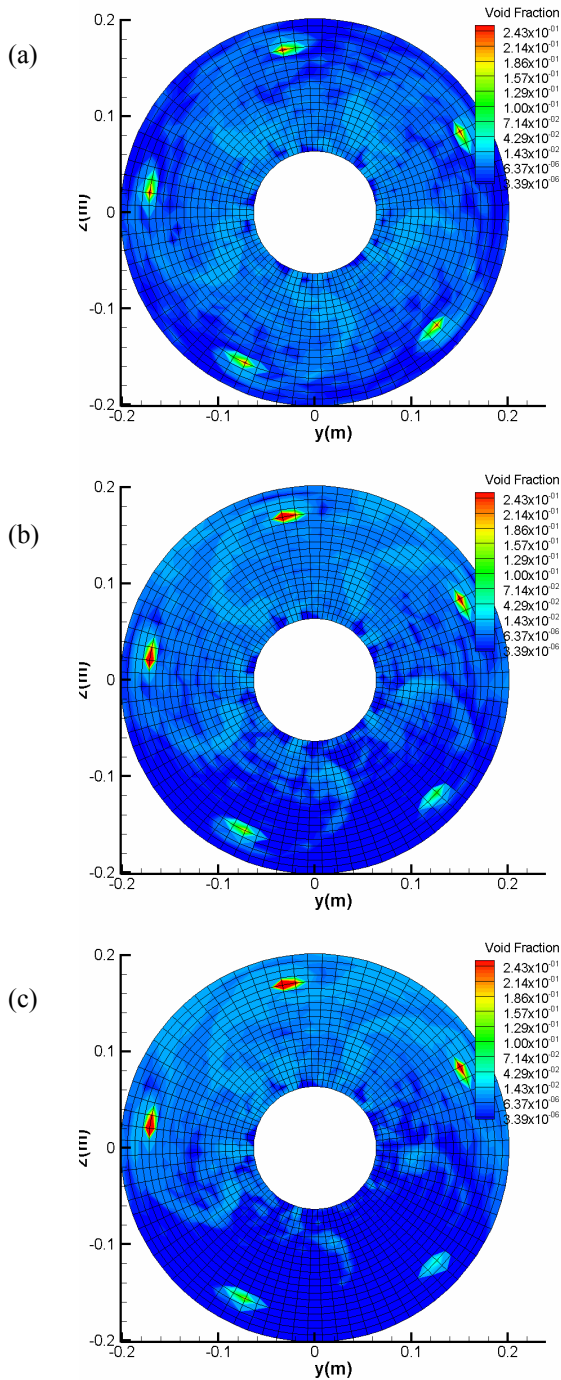 (a)
Void Fraction
2.43x10-01
2.14x10-01
1.86x10-01
1.57x10-01
1.29x10-01
1.00x10-01
7.14x10-02
4.29x10-02
1.43x10-02
6.37x10-06
3.39x10-06
0.2
0.1
0
-0.1
-0.2
z(m)
-0.2 -0.1 0 0.1 0.2
y(m)
(b)
Void Fraction
2.43x10-01
2.14x10-01
1.86x10-01
1.57x10-01
1.29x10-01
1.00x10-01
7.14x10-02
4.29x10-02
1.43x10-02
6.37x10-06
3.39x10-06
0.2
0.1
0
-0.1
-0.2
z(m)
-0.2 -0.1 0 0.1 0.2
y(m)
(c)
Void Fraction
2.43x10-01
2.14x10-01
1.86x10-01
1.57x10-01
1.29x10-01
1.00x10-01
7.14x10-02
4.29x10-02
1.43x10-02
6.37x10-06
3.39x10-06
0.2
0.1
0
-0.1
-0.2
z(m)
-0.2 -0.1 0 0.1 0.2
y(m)